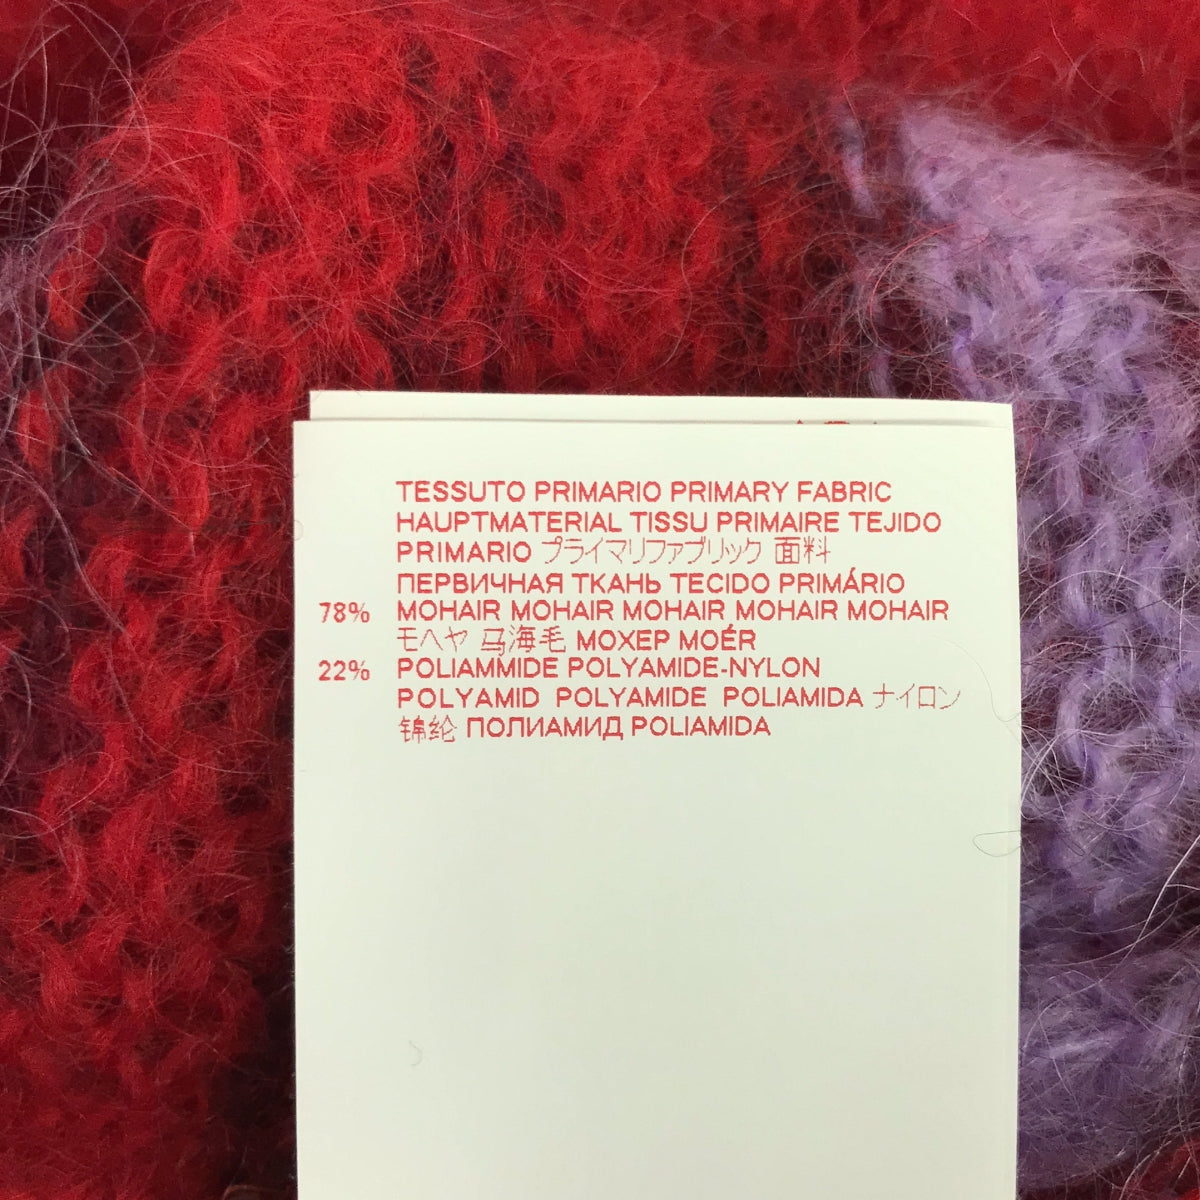 TESSUTO PRIMARIO PRIMARY FABRIC
HAUPTMATERIAL TISSU PRIMAIRE TEJIDO
PRIMARIO プライマリファブリック 面料
ПЕРВИЧНАЯ ТКАНЬ TECIDO PRIMÁRIO
78% MOHAIR MOHAIR MOHAIR MOHAIR MOHAIR
モヘヤ 马海毛 МОХЕР MOÉR
22% POLIAMMIDE POLYAMIDE-NYLON
POLYAMID POLYAMIDE POLIAMIDA ナイロン
锦纶 ПОЛИАМИД POLIAMIDA